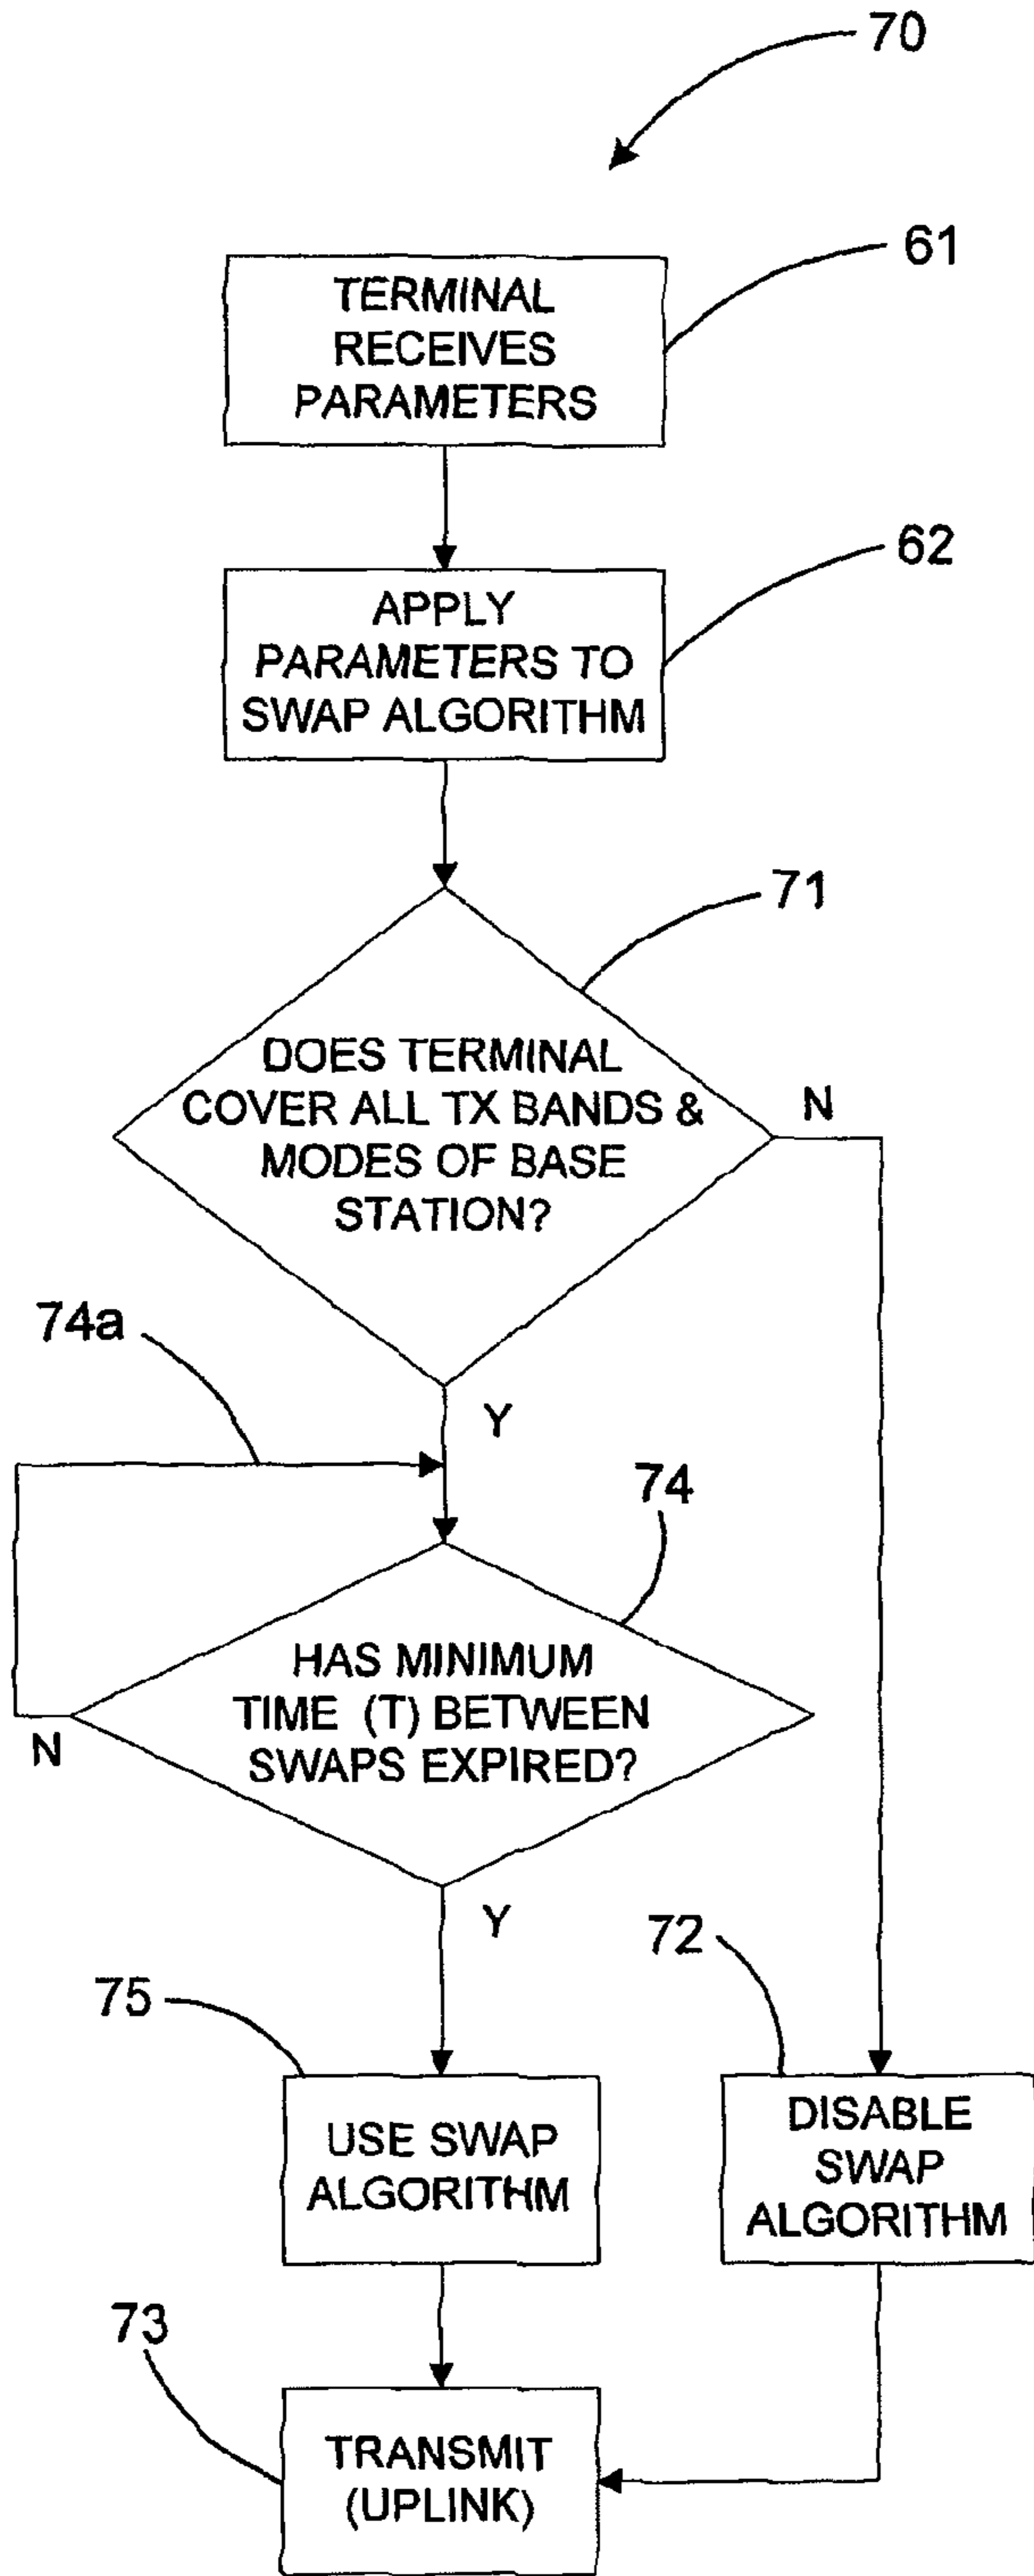 70
61
TERMINAL
RECEIVES
PARAMETERS
62
APPLY
PARAMETERS TO
SWAP ALGORITHM
71
DOES TERMINAL
COVER ALL TX BANDS &
MODES OF BASE
STATION?
N
Y
74a
74
HAS MINIMUM
TIME (T) BETWEEN
SWAPS EXPIRED?
N
Y
72
75
USE SWAP
ALGORITHM
DISABLE
SWAP
ALGORITHM
73
TRANSMIT
(UPLINK)